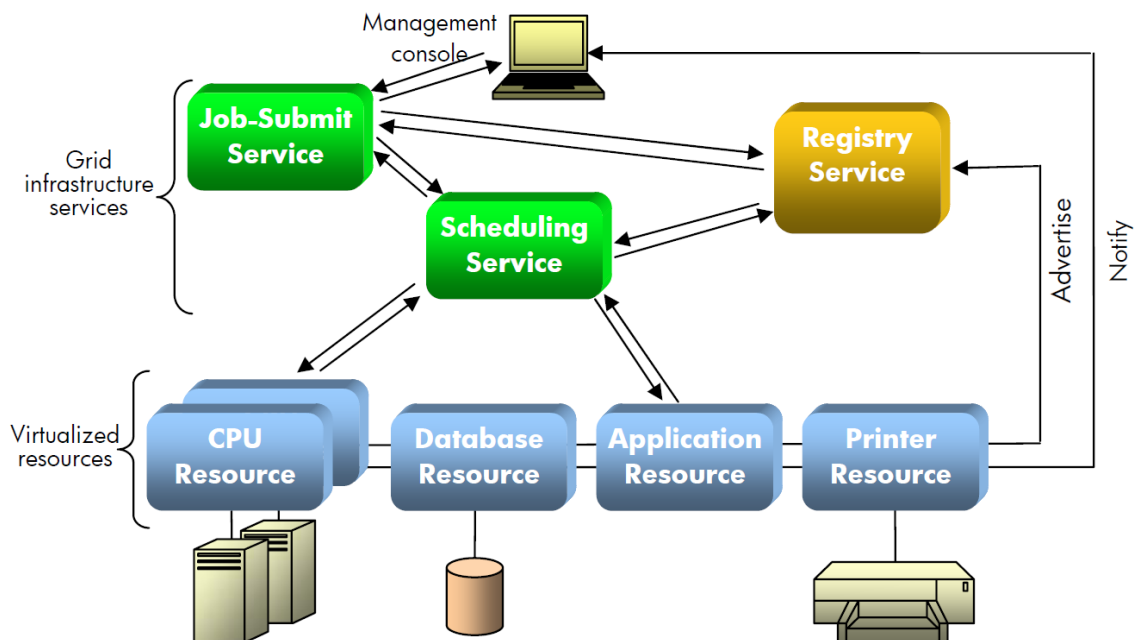 Management
console
Job-Submit
Service
Registry
Service
Grid
infrastructure
services
Scheduling
Service
Advertise
Notify
Virtualized
resources
CPU
Resource
Database
Resource
Application
Resource
Printer
Resource